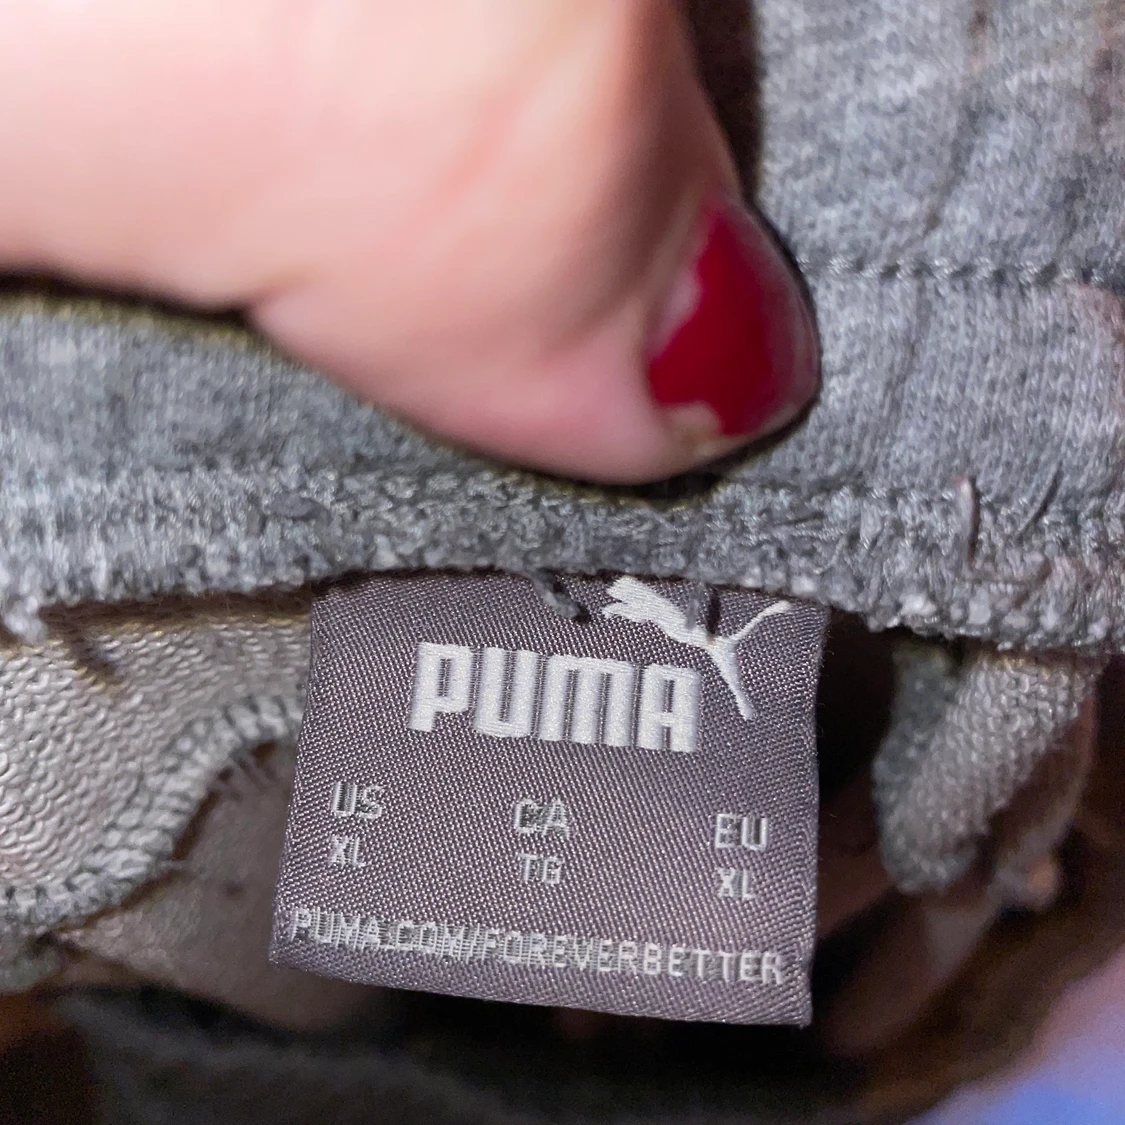 PUMA
US CA EU
XL TG XL
PUMA.COM/FOREVERBETTER